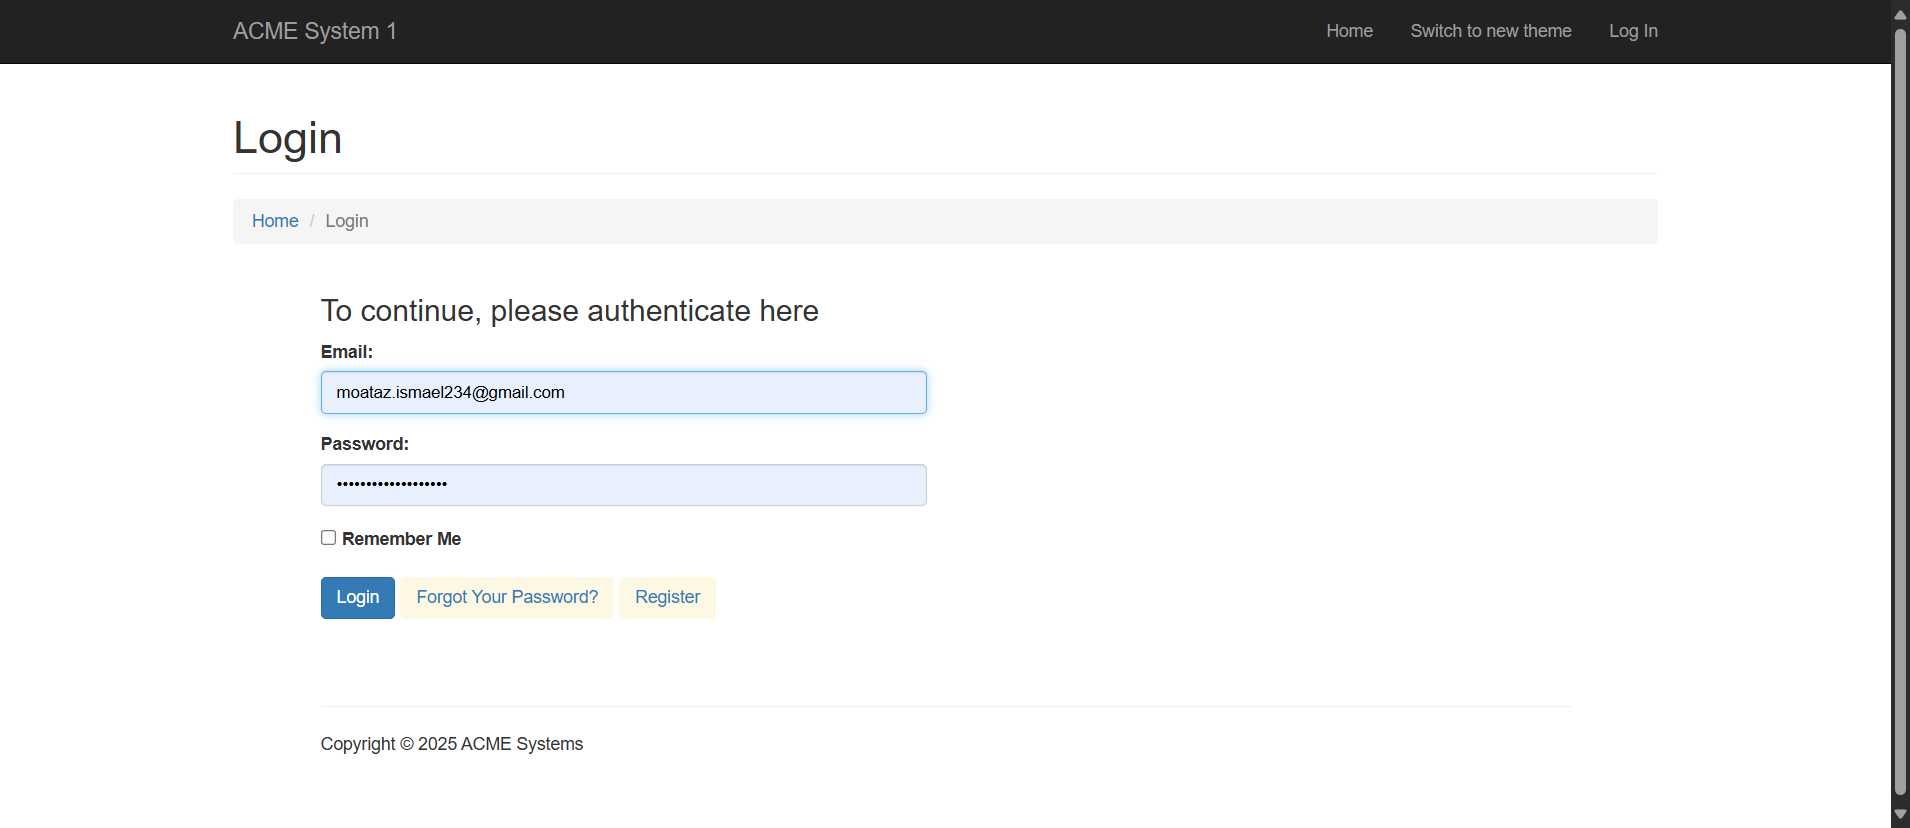 ACME System 1
Home
Switch to new theme
Log In
Login
Home / Login
To continue, please authenticate here
Email:
moataz.ismael234@gmail.com
Password:
•••••••••••••••••••
Remember Me
Login
Forgot Your Password?
Register
Copyright © 2025 ACME Systems